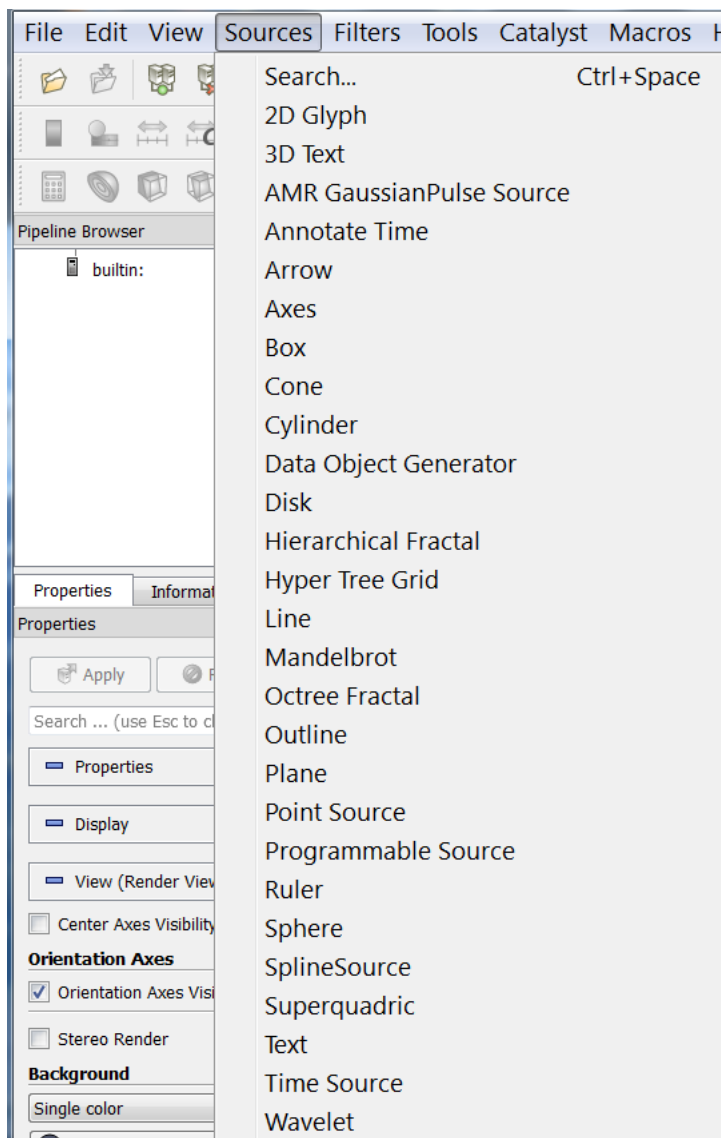 File Edit View Sources Filters Tools Catalyst Macros
Search... Ctrl+Space
2D Glyph
3D Text
AMR GaussianPulse Source
Annotate Time
Arrow
Axes
Box
Cone
Cylinder
Data Object Generator
Disk
Hierarchical Fractal
Hyper Tree Grid
Line
Mandelbrot
Octree Fractal
Outline
Plane
Point Source
Programmable Source
Ruler
Sphere
SplineSource
Superquadric
Text
Time Source
Wavelet
Pipeline Browser
builtin:
Properties Informat
Properties
Apply
Search ... (use Esc to cl
Properties
Display
View (Render View
Center Axes Visibility
Orientation Axes
Orientation Axes Visi
Stereo Render
Background
Single color